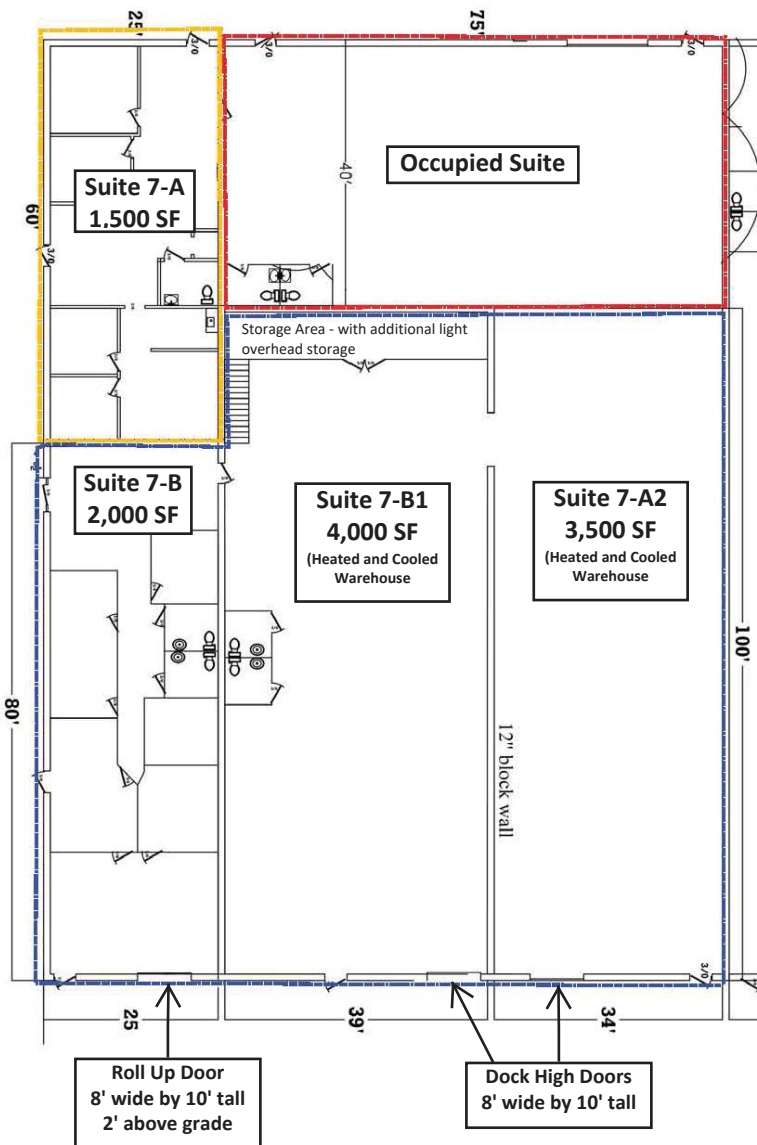 25'
75'
3/0
3/0
3/0
Occupied Suite
40'
Suite 7-A
1,500 SF
60'
3/0
Storage Area - with additional light
overhead storage
Suite 7-B
2,000 SF
Suite 7-B1
4,000 SF
(Heated and Cooled
Warehouse
Suite 7-A2
3,500 SF
(Heated and Cooled
Warehouse
100'
80'
12" block wall
3/0
25
39'
34'
Roll Up Door
8' wide by 10' tall
2' above grade
Dock High Doors
8' wide by 10' tall